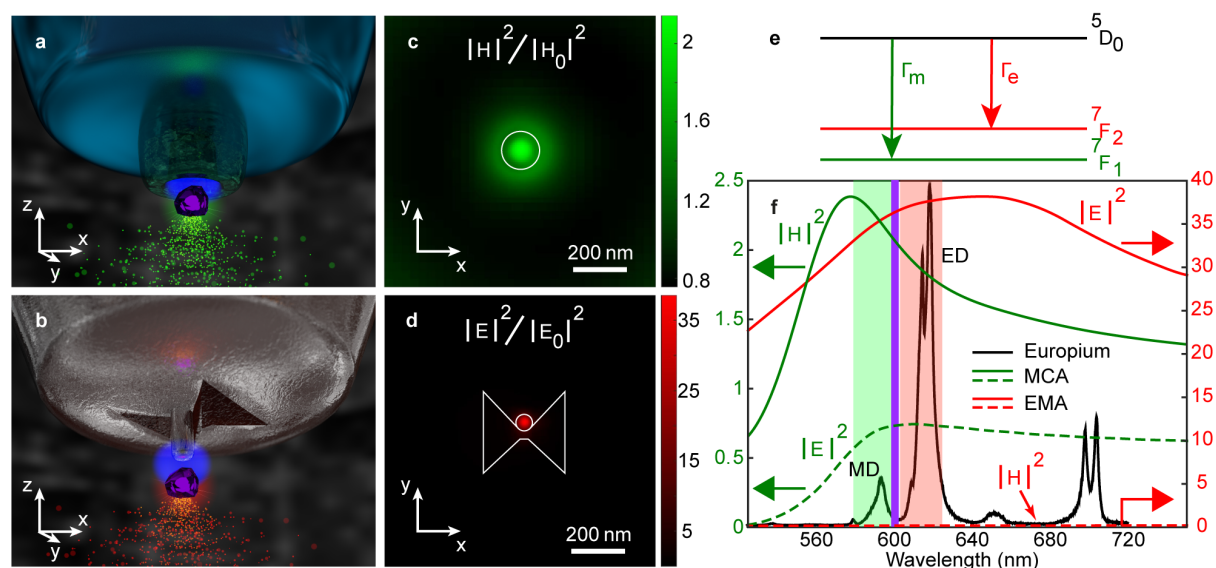 a
z
x
y
b
z
x
y
c
|H|²/|H₀|²
y
x
200 nm
2
1.6
1.2
0.8
d
|E|²/|E₀|²
y
x
200 nm
35
25
15
5
e
⁵D₀
Γm
Γe
⁷F₂
⁷F₁
f
2.5
2
1.5
1
0.5
0
|H|²
|E|²
ED
MD
|E|²
|H|²
Europium
MCA
EMA
40
35
30
25
20
15
10
5
0
560
600
640
680
720
Wavelength (nm)